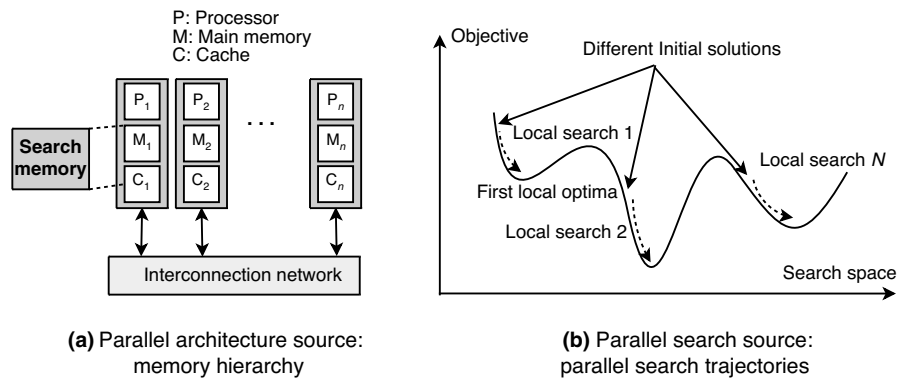 P: Processor
M: Main memory
C: Cache
P₁
P₂
. . .
Pₙ
M₁
M₂
Mₙ
C₁
C₂
Cₙ
Search
memory
Interconnection network
(a) Parallel architecture source:
memory hierarchy
Objective
Different Initial solutions
Local search 1
Local search N
First local optima
Local search 2
Search space
(b) Parallel search source:
parallel search trajectories